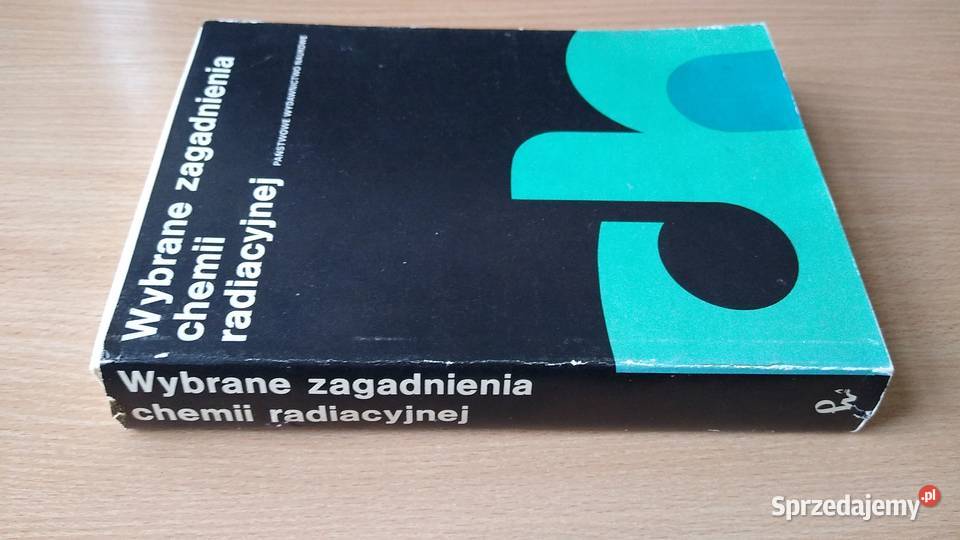 Wybrane zagadnienia
chemii
radiacyjnej
PAŃSTWOWE WYDAWNICTWO NAUKOWE
Wybrane zagadnienia
chemii radiacyjnej
Sprzedajemy.pl